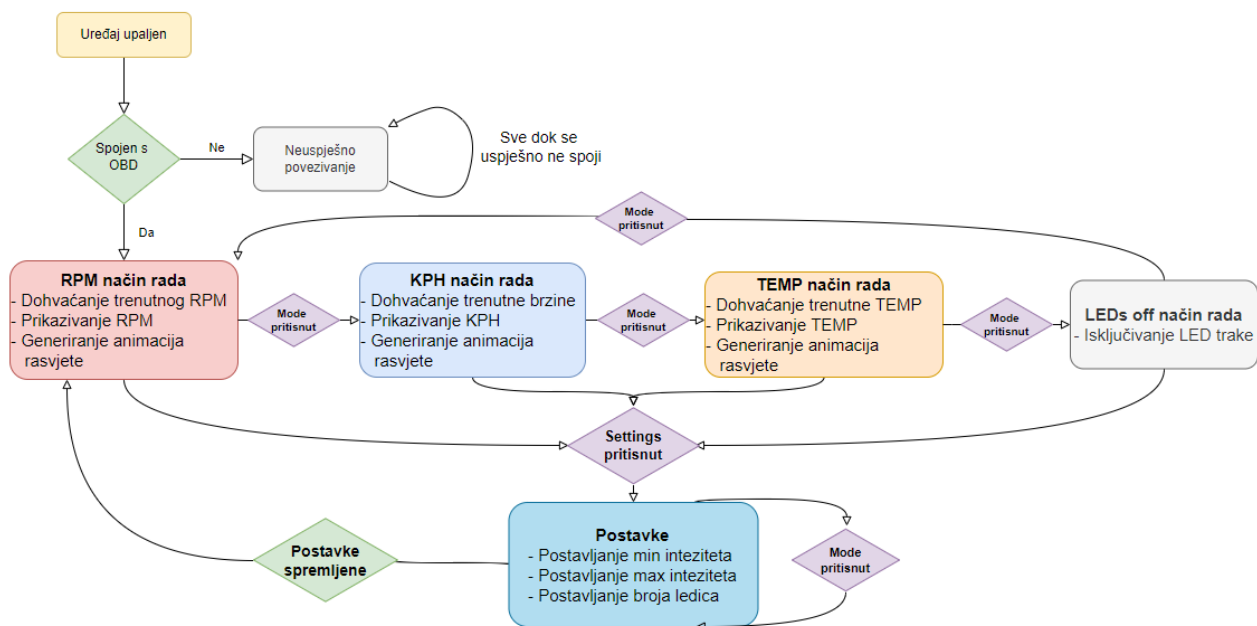 Uređaj upaljen
Spojen s
OBD
Ne
Neuspješno
povezivanje
Sve dok se
uspješno ne spoji
Da
Mode
pritisnut
RPM način rada
- Dohvaćanje trenutnog RPM
- Prikazivanje RPM
- Generiranje animacija
rasvjete
Mode
pritisnut
KPH način rada
- Dohvaćanje trenutne brzine
- Prikazivanje KPH
- Generiranje animacija
rasvjete
Mode
pritisnut
TEMP način rada
- Dohvaćanje trenutne TEMP
- Prikazivanje TEMP
- Generiranje animacija
rasvjete
Mode
pritisnut
LEDs off način rada
- Isključivanje LED trake
Settings
pritisnut
Postavke
spremljene
Postavke
- Postavljanje min inteziteta
- Postavljanje max inteziteta
- Postavljanje broja ledica
Mode
pritisnut